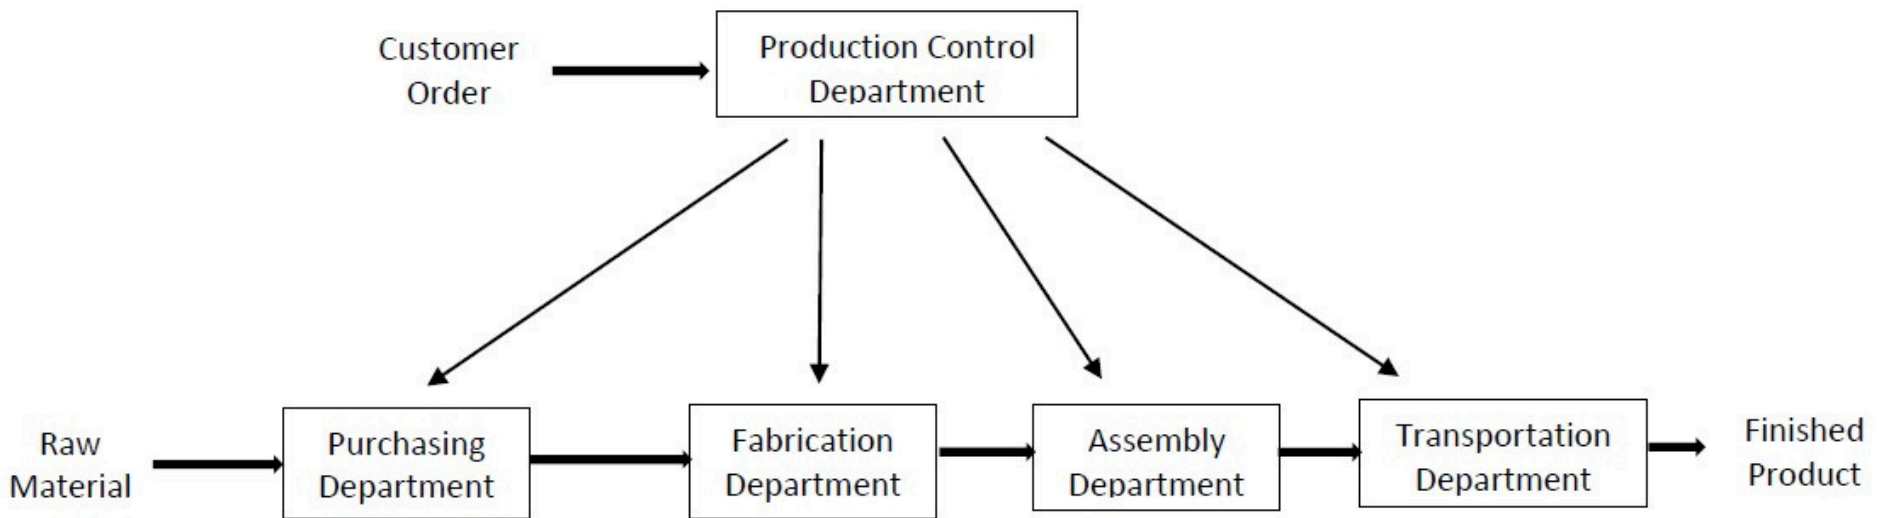 Customer
Order
Production Control
Department
Raw
Material
Purchasing
Department
Fabrication
Department
Assembly
Department
Transportation
Department
Finished
Product